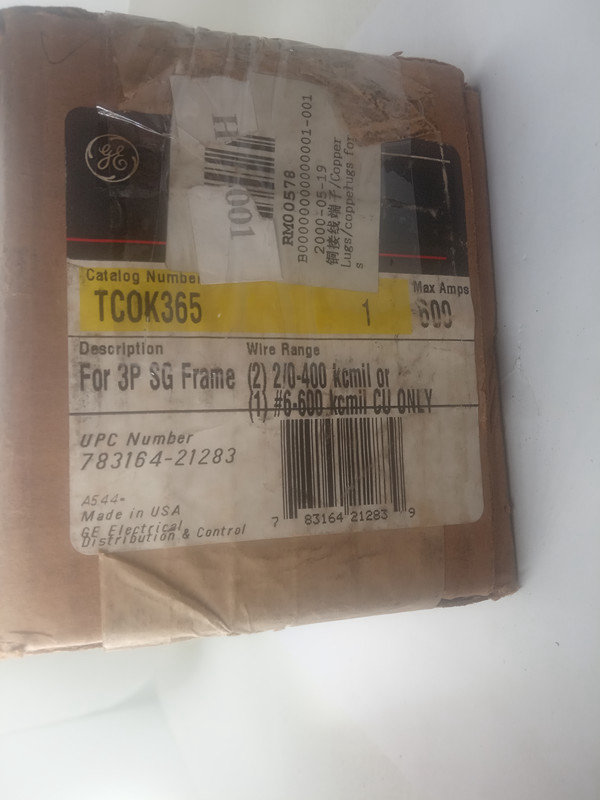 GE
H
001
RM00578
B0000000000000001-001
2000-05-19
铜接线端子/Copper
Lugs/copperlugs for
s
Catalog Number
Max Amps
TCOK365
1
600
Description
Wire Range
For 3P SG Frame
(2) 2/0-400 kcmil or
(1) #6-600 kcmil CU ONLY
UPC Number
783164-21283
A544-
Made in USA
GE Electrical
Distribution & Control
7 83164 21283 9